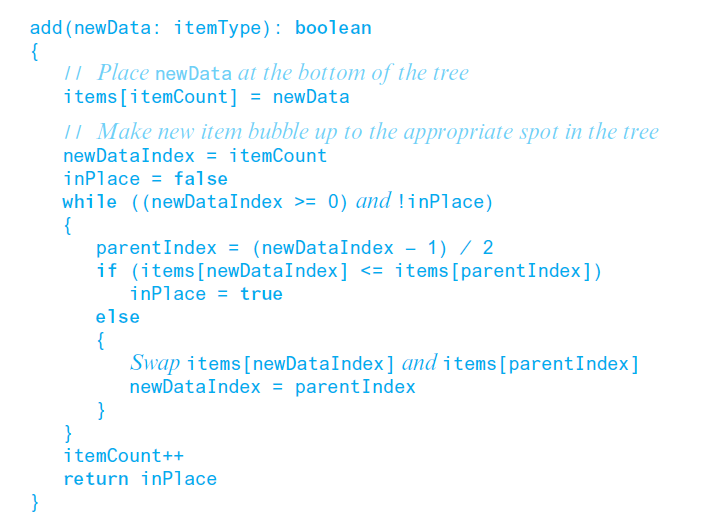 add(newData: itemType): boolean
{
// Place newData at the bottom of the tree
items[itemCount] = newData
// Make new item bubble up to the appropriate spot in the tree
newDataIndex = itemCount
inPlace = false
while ((newDataIndex >= 0) and !inPlace)
{
parentIndex = (newDataIndex – 1) / 2
if (items[newDataIndex] <= items[parentIndex])
inPlace = true
else
{
Swap items[newDataIndex] and items[parentIndex]
newDataIndex = parentIndex
}
}
itemCount++
return inPlace
}